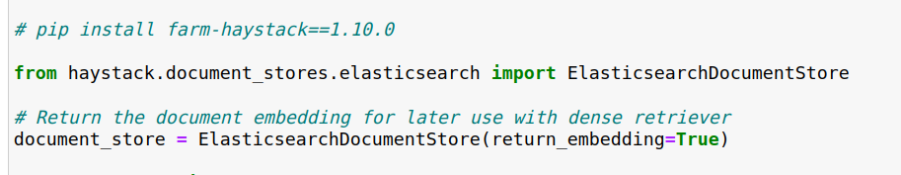 # pip install farm-haystack==1.10.0
from haystack.document_stores.elasticsearch import ElasticsearchDocumentStore
# Return the document embedding for later use with dense retriever
document_store = ElasticsearchDocumentStore(return_embedding=True)